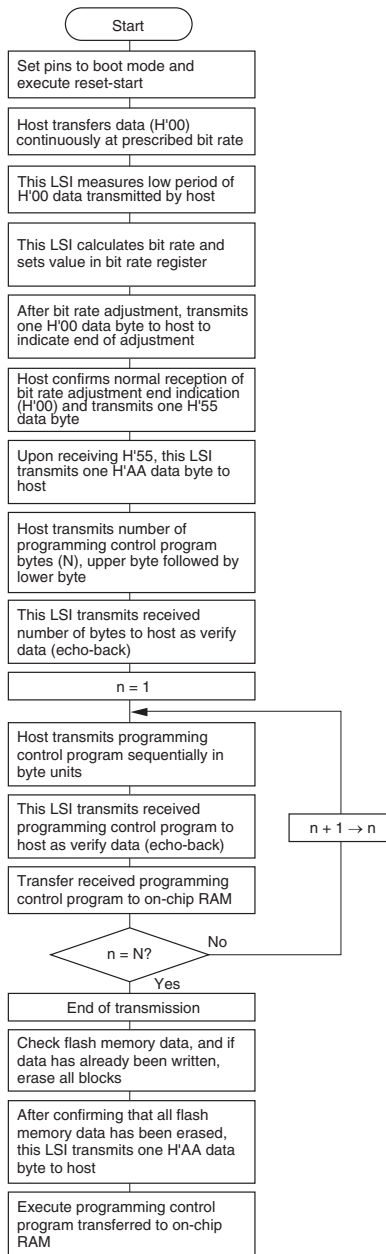 Start
Set pins to boot mode and
execute reset-start
Host transfers data (H'00)
continuously at prescribed bit rate
This LSI measures low period of
H'00 data transmitted by host
This LSI calculates bit rate and
sets value in bit rate register
After bit rate adjustment, transmits
one H'00 data byte to host to
indicate end of adjustment
Host confirms normal reception of
bit rate adjustment end indication
(H'00) and transmits one H'55
data byte
Upon receiving H'55, this LSI
transmits one H'AA data byte to
host
Host transmits number of
programming control program
bytes (N), upper byte followed by
lower byte
This LSI transmits received
number of bytes to host as verify
data (echo-back)
n = 1
Host transmits programming
control program sequentially in
byte units
This LSI transmits received
programming control program to
host as verify data (echo-back)
n + 1 → n
Transfer received programming
control program to on-chip RAM
n = N?
No
Yes
End of transmission
Check flash memory data, and if
data has already been written,
erase all blocks
After confirming that all flash
memory data has been erased,
this LSI transmits one H'AA data
byte to host
Execute programming control
program transferred to on-chip
RAM